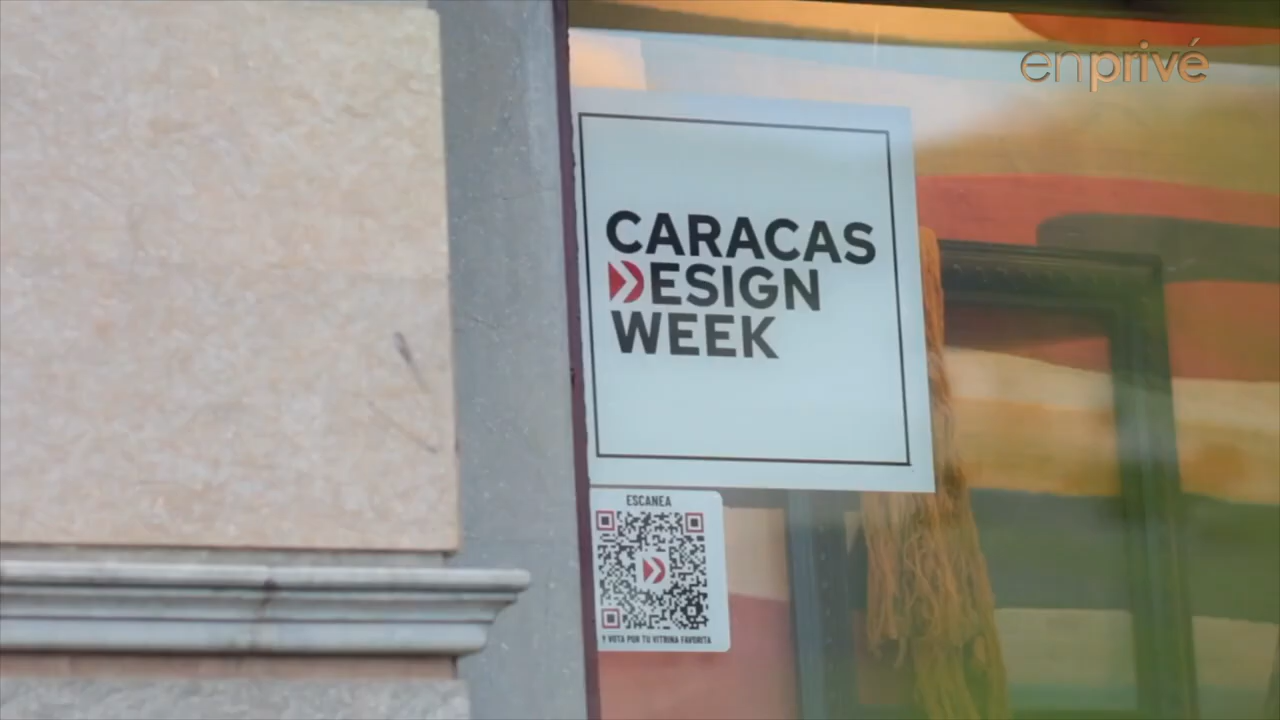 enprivé
CARACAS
DESIGN
WEEK
ESCANEA
Y VOTA POR TU VITRINA FAVORITA